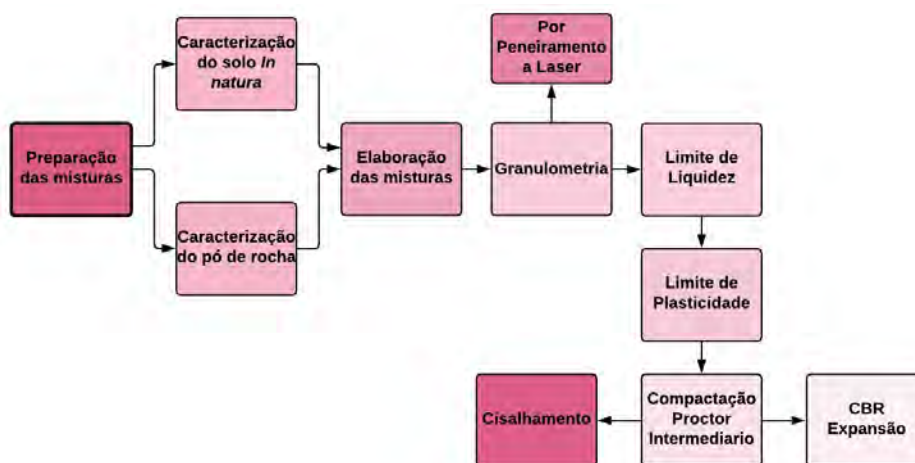 Caracterização
do solo In
natura
Por
Peneiramento
a Laser
Preparação
das misturas
Elaboração
das misturas
Granulometria
Limite de
Liquidez
Caracterização
do pó de rocha
Limite de
Plasticidade
Cisalhamento
Compactação
Proctor
Intermediario
CBR
Expansão